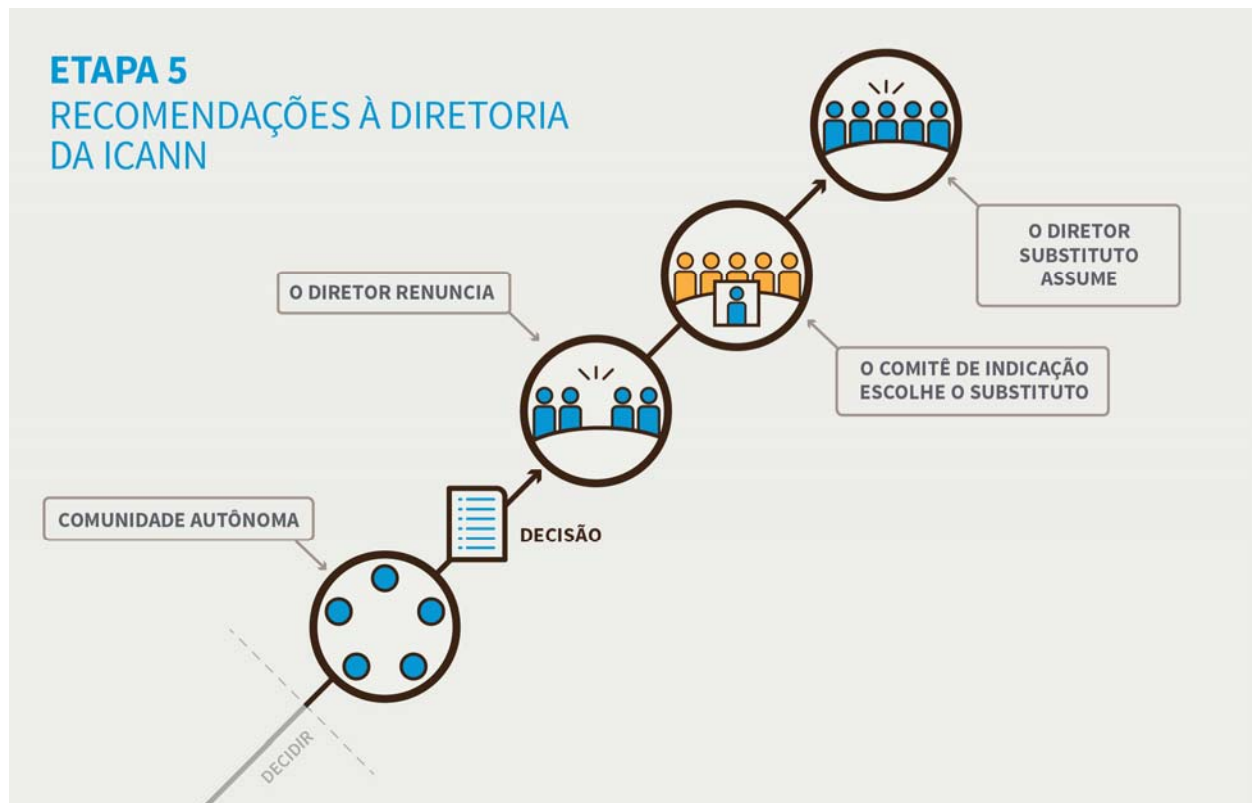 ETAPA 5
RECOMENDAÇÕES À DIRETORIA
DA ICANN
O DIRETOR
SUBSTITUTO
ASSUME
O DIRETOR RENUNCIA
O COMITÊ DE INDICAÇÃO
ESCOLHE O SUBSTITUTO
COMUNIDADE AUTÔNOMA
DECISÃO
DECIDIR